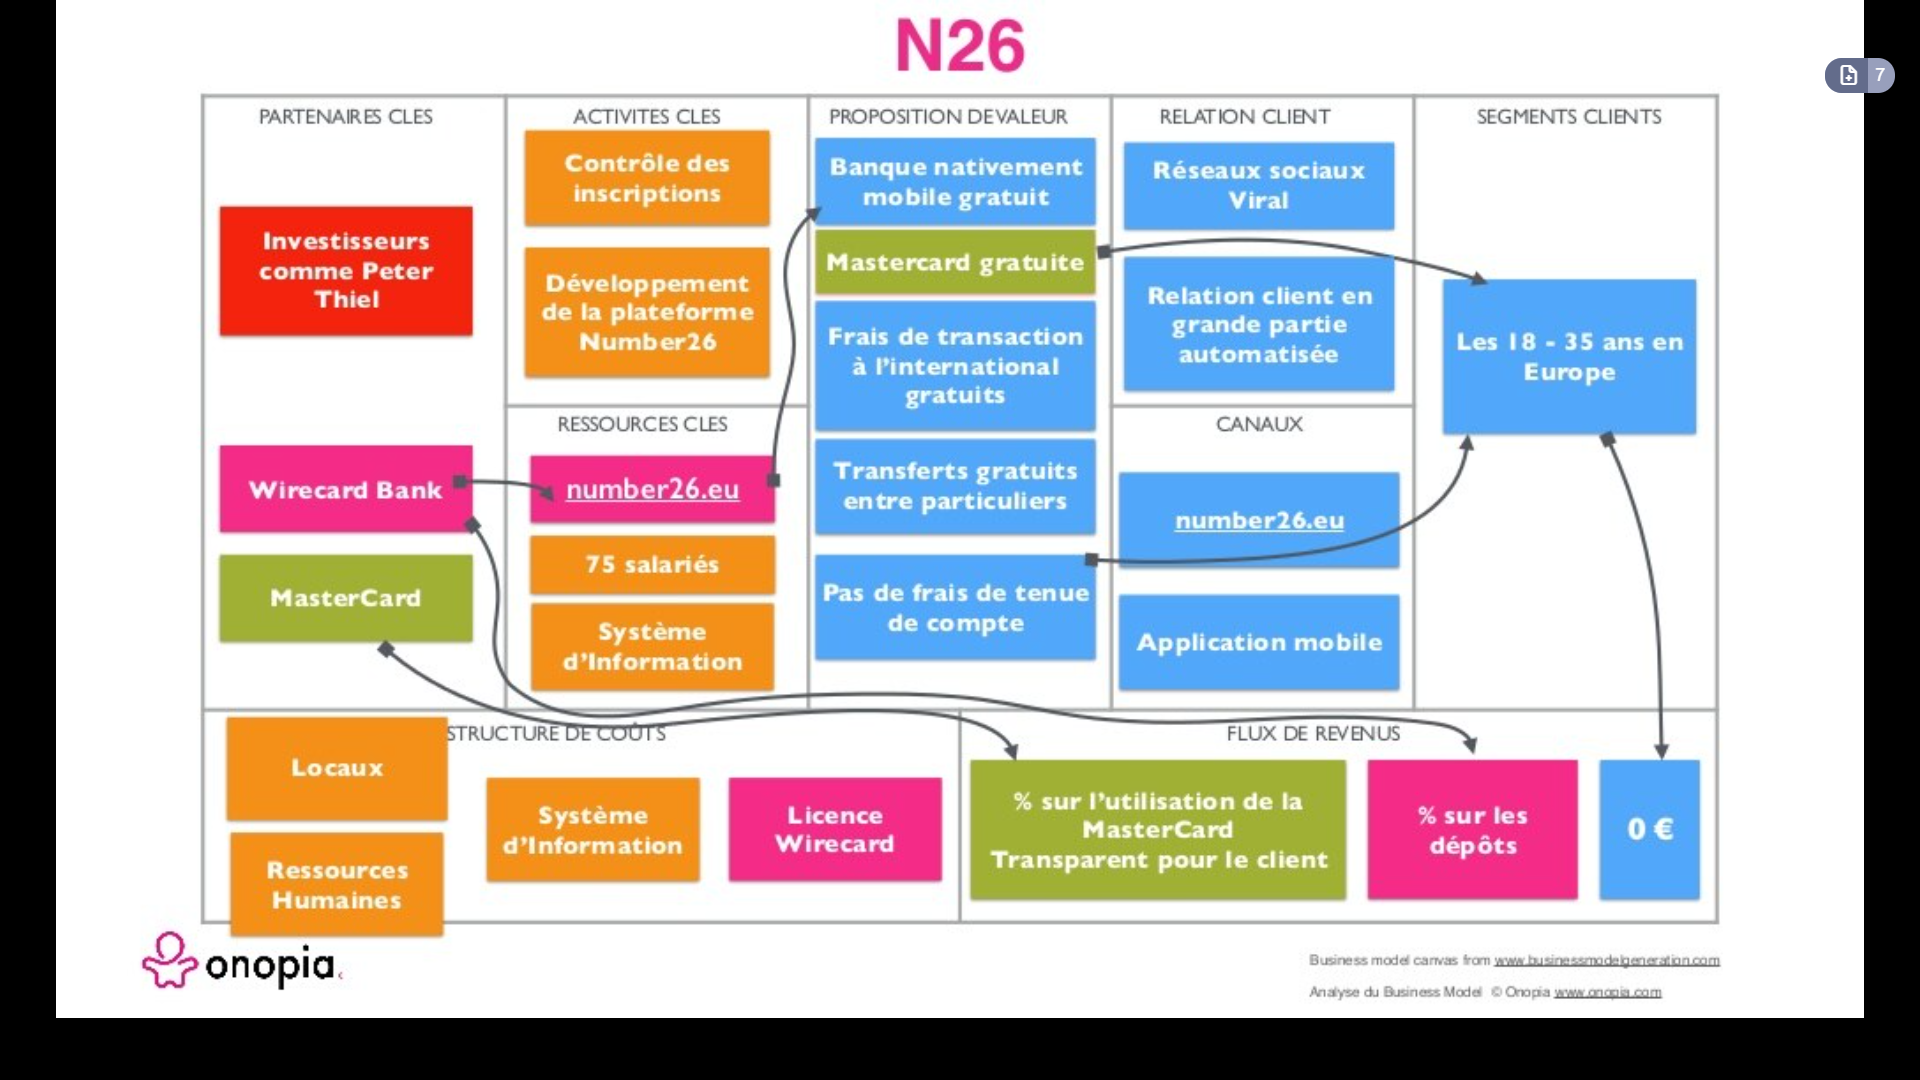 N26
7
PARTENAIRES CLES
Investisseurs
comme Peter
Thiel
Wirecard Bank
MasterCard
ACTIVITES CLES
Contrôle des
inscriptions
Développement
de la plateforme
Number26
RESSOURCES CLES
number26.eu
75 salariés
Système
d’Information
PROPOSITION DE VALEUR
Banque nativement
mobile gratuit
Mastercard gratuite
Frais de transaction
à l’international
gratuits
Transferts gratuits
entre particuliers
Pas de frais de tenue
de compte
RELATION CLIENT
Réseaux sociaux
Viral
Relation client en
grande partie
automatisée
CANAUX
number26.eu
Application mobile
SEGMENTS CLIENTS
Les 18 - 35 ans en
Europe
STRUCTURE DE COÛTS
Locaux
Ressources
Humaines
Système
d’Information
Licence
Wirecard
FLUX DE REVENUS
% sur l’utilisation de la
MasterCard
Transparent pour le client
% sur les
dépôts
0 €
onopia
Business model canvas from www.businessmodelgeneration.com
Analyse du Business Model © Onopia www.onopia.com